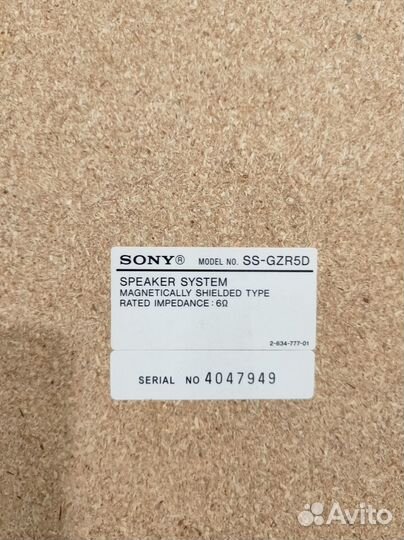 SONY® MODEL NO. SS-GZR5D
SPEAKER SYSTEM
MAGNETICALLY SHIELDED TYPE
RATED IMPEDANCE : 6Ω
2-634-777-01
SERIAL NO 4047949
Avito